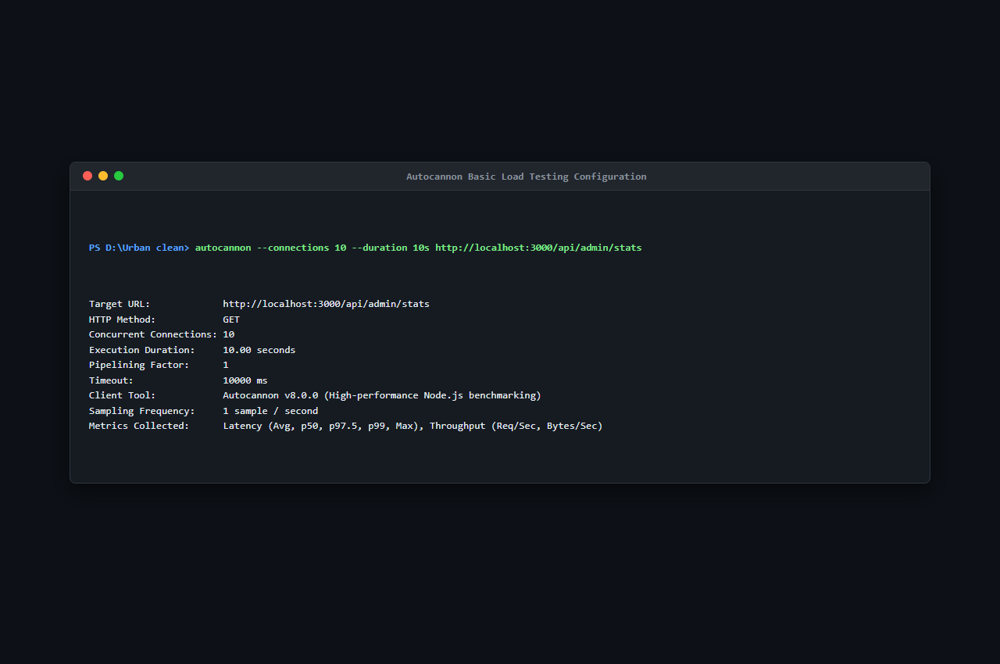 Autocannon Basic Load Testing Configuration
PS D:\Urban clean> autocannon --connections 10 --duration 10s http://localhost:3000/api/admin/stats
Target URL: http://localhost:3000/api/admin/stats
HTTP Method: GET
Concurrent Connections: 10
Execution Duration: 10.00 seconds
Pipelining Factor: 1
Timeout: 10000 ms
Client Tool: Autocannon v8.0.0 (High-performance Node.js benchmarking)
Sampling Frequency: 1 sample / second
Metrics Collected: Latency (Avg, p50, p97.5, p99, Max), Throughput (Req/Sec, Bytes/Sec)